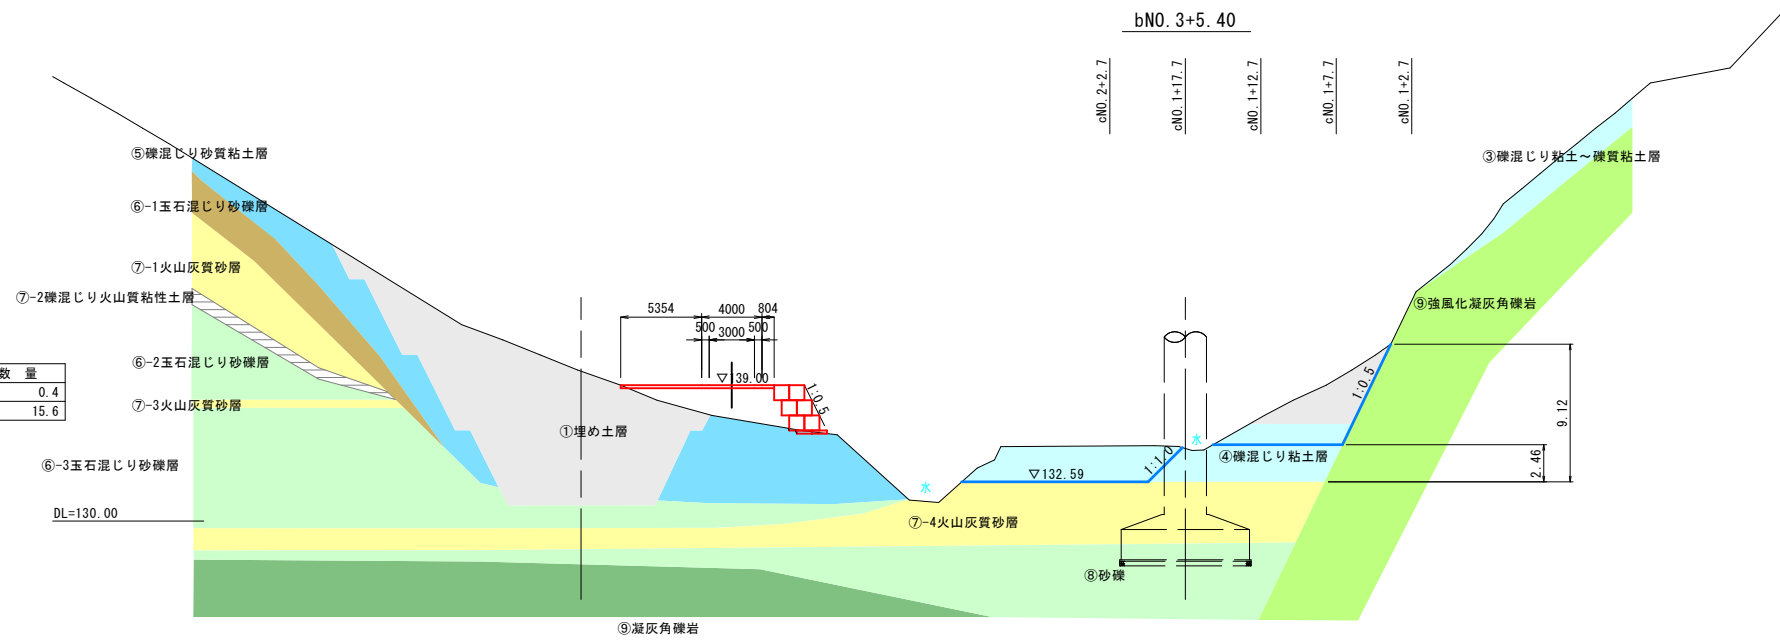 bNO.3+5.40
cNO.2+2.7
cNO.1+17.7
cNO.1+12.7
cNO.1+7.7
cNO.1+2.7
⑤礫混じり砂質粘土層
③礫混じり粘土～礫質粘土層
⑥-1玉石混じり砂礫層
⑦-1火山灰質砂層
⑦-2礫混じり火山質粘性土層
⑨強風化凝灰角礫岩
5354
4000
804
500
3000
500
⑥-2玉石混じり砂礫層
数 量
0.4
15.6
▽139.00
1:0.5
1:0.5
9.12
⑦-3火山灰質砂層
①埋め土層
水
⑥-3玉石混じり砂礫層
1:1.0
④礫混じり粘土層
2.46
▽132.59
水
DL=130.00
⑦-4火山灰質砂層
⑧砂礫
⑨凝灰角礫岩